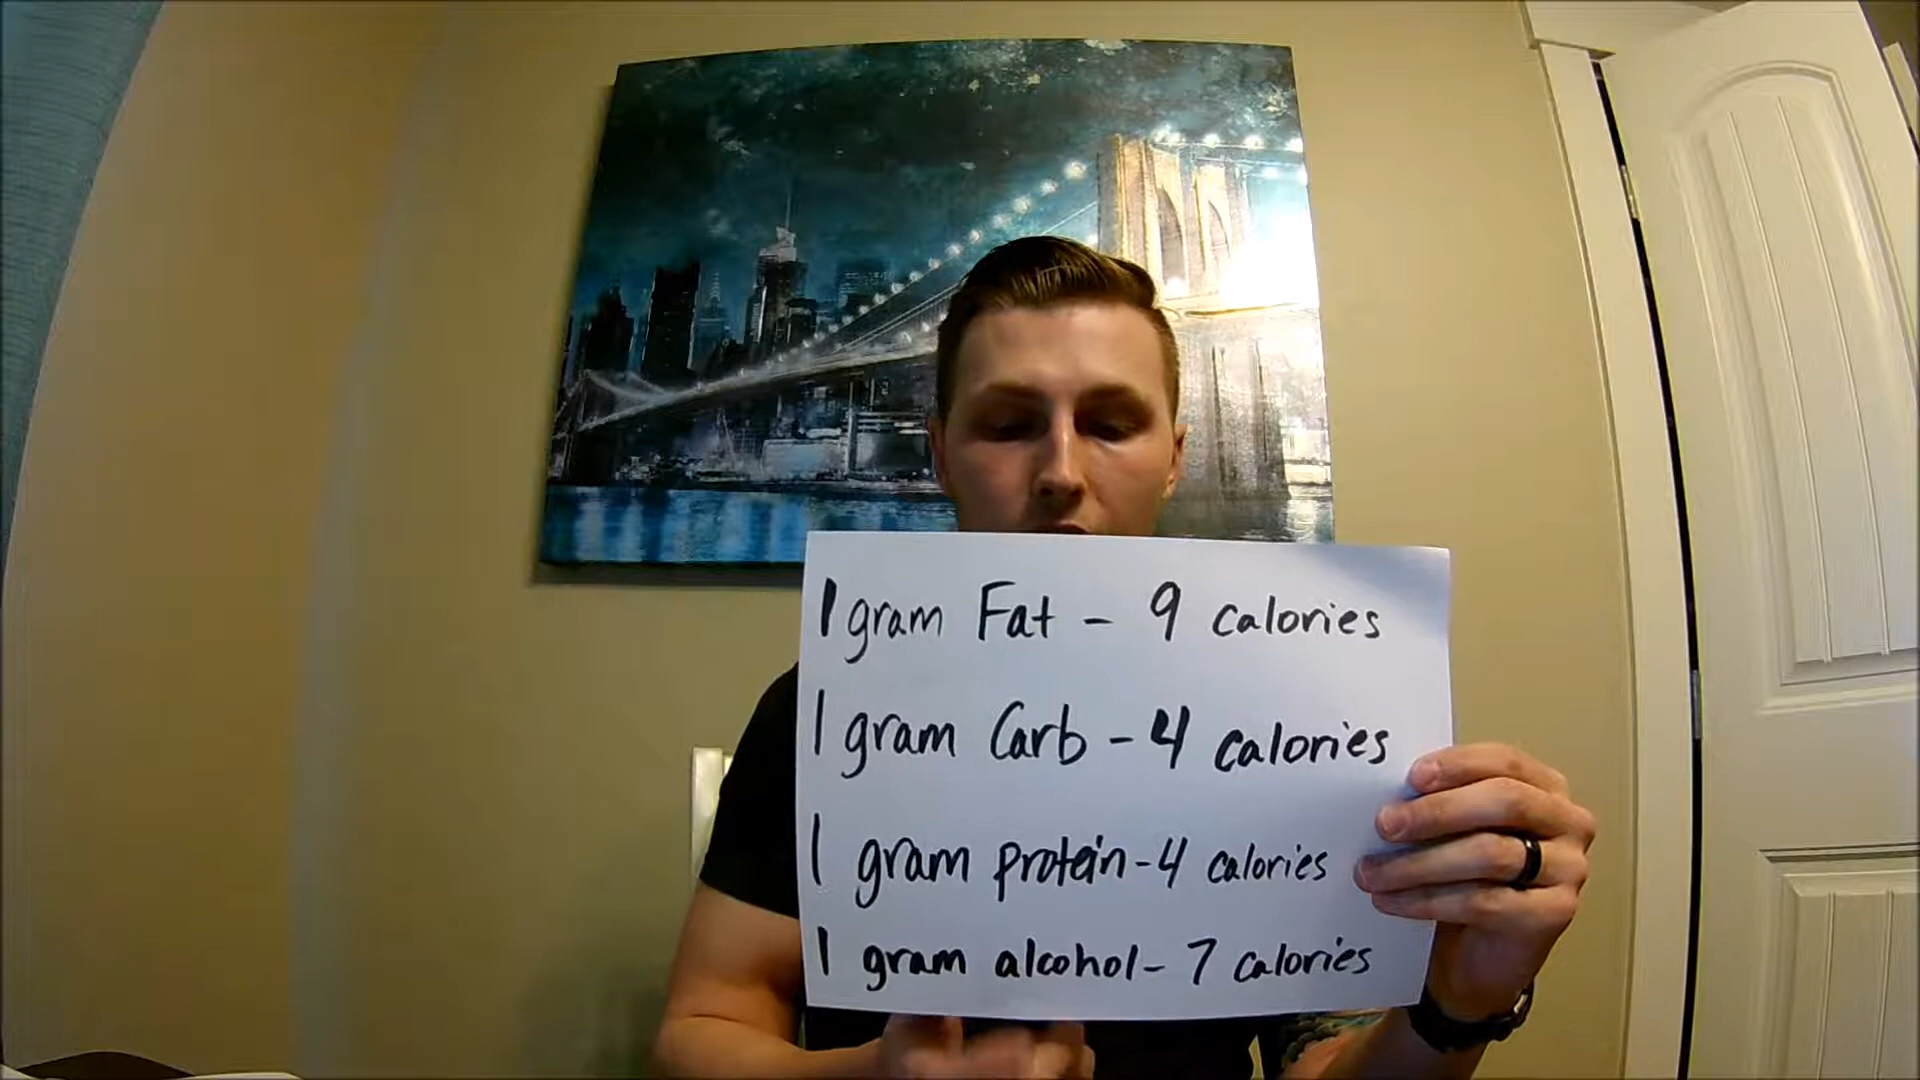 1 gram Fat - 9 calories
1 gram Carb - 4 calories
1 gram protein - 4 calories
1 gram alcohol - 7 calories